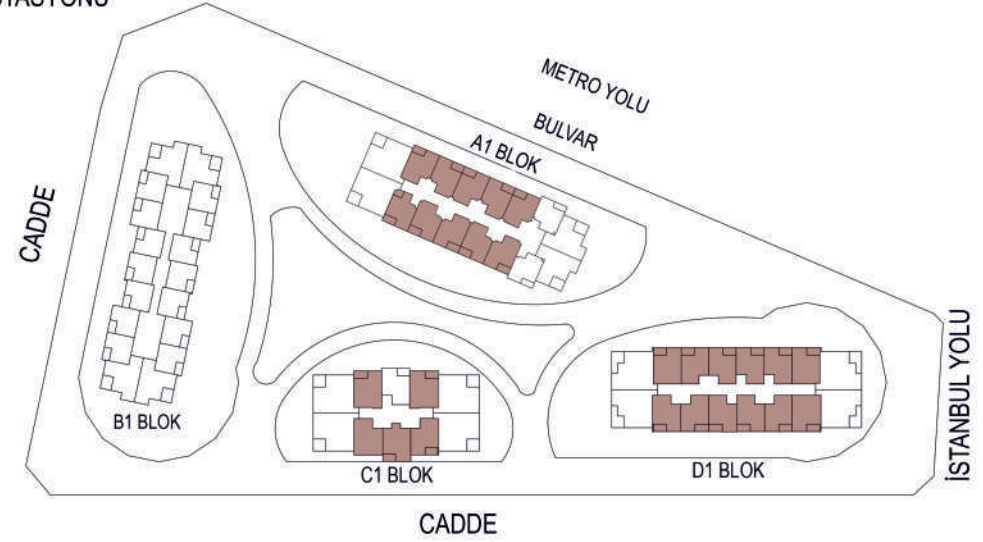 METRO YOLU
BULVAR
A1 BLOK
CADDE
İSTANBUL YOLU
B1 BLOK
C1 BLOK
D1 BLOK
CADDE